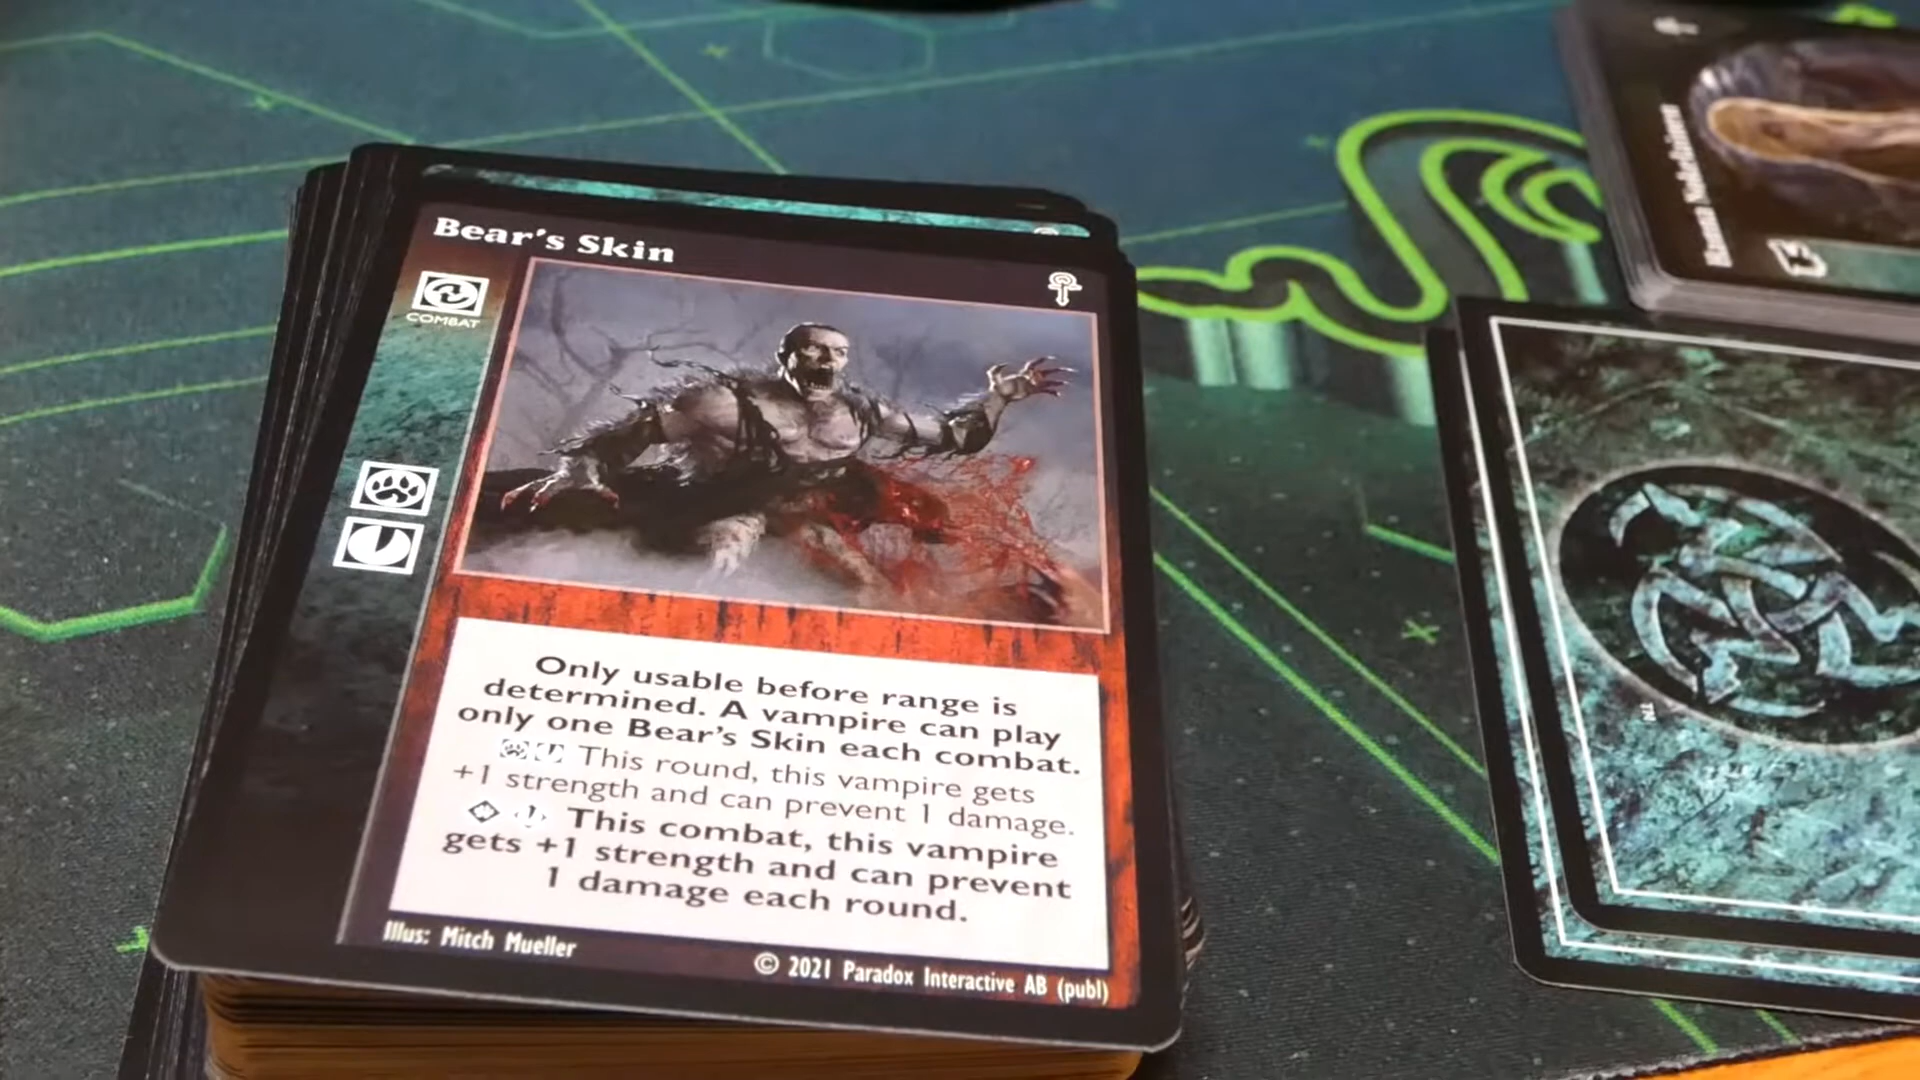 Bear's Skin
COMBAT
Only usable before range is
determined. A vampire can play
only one Bear's Skin each combat.
This round, this vampire gets
+1 strength and can prevent 1 damage.
This combat, this vampire
gets +1 strength and can prevent
1 damage each round.
Illus: Mitch Mueller
© 2021 Paradox Interactive AB (publ)